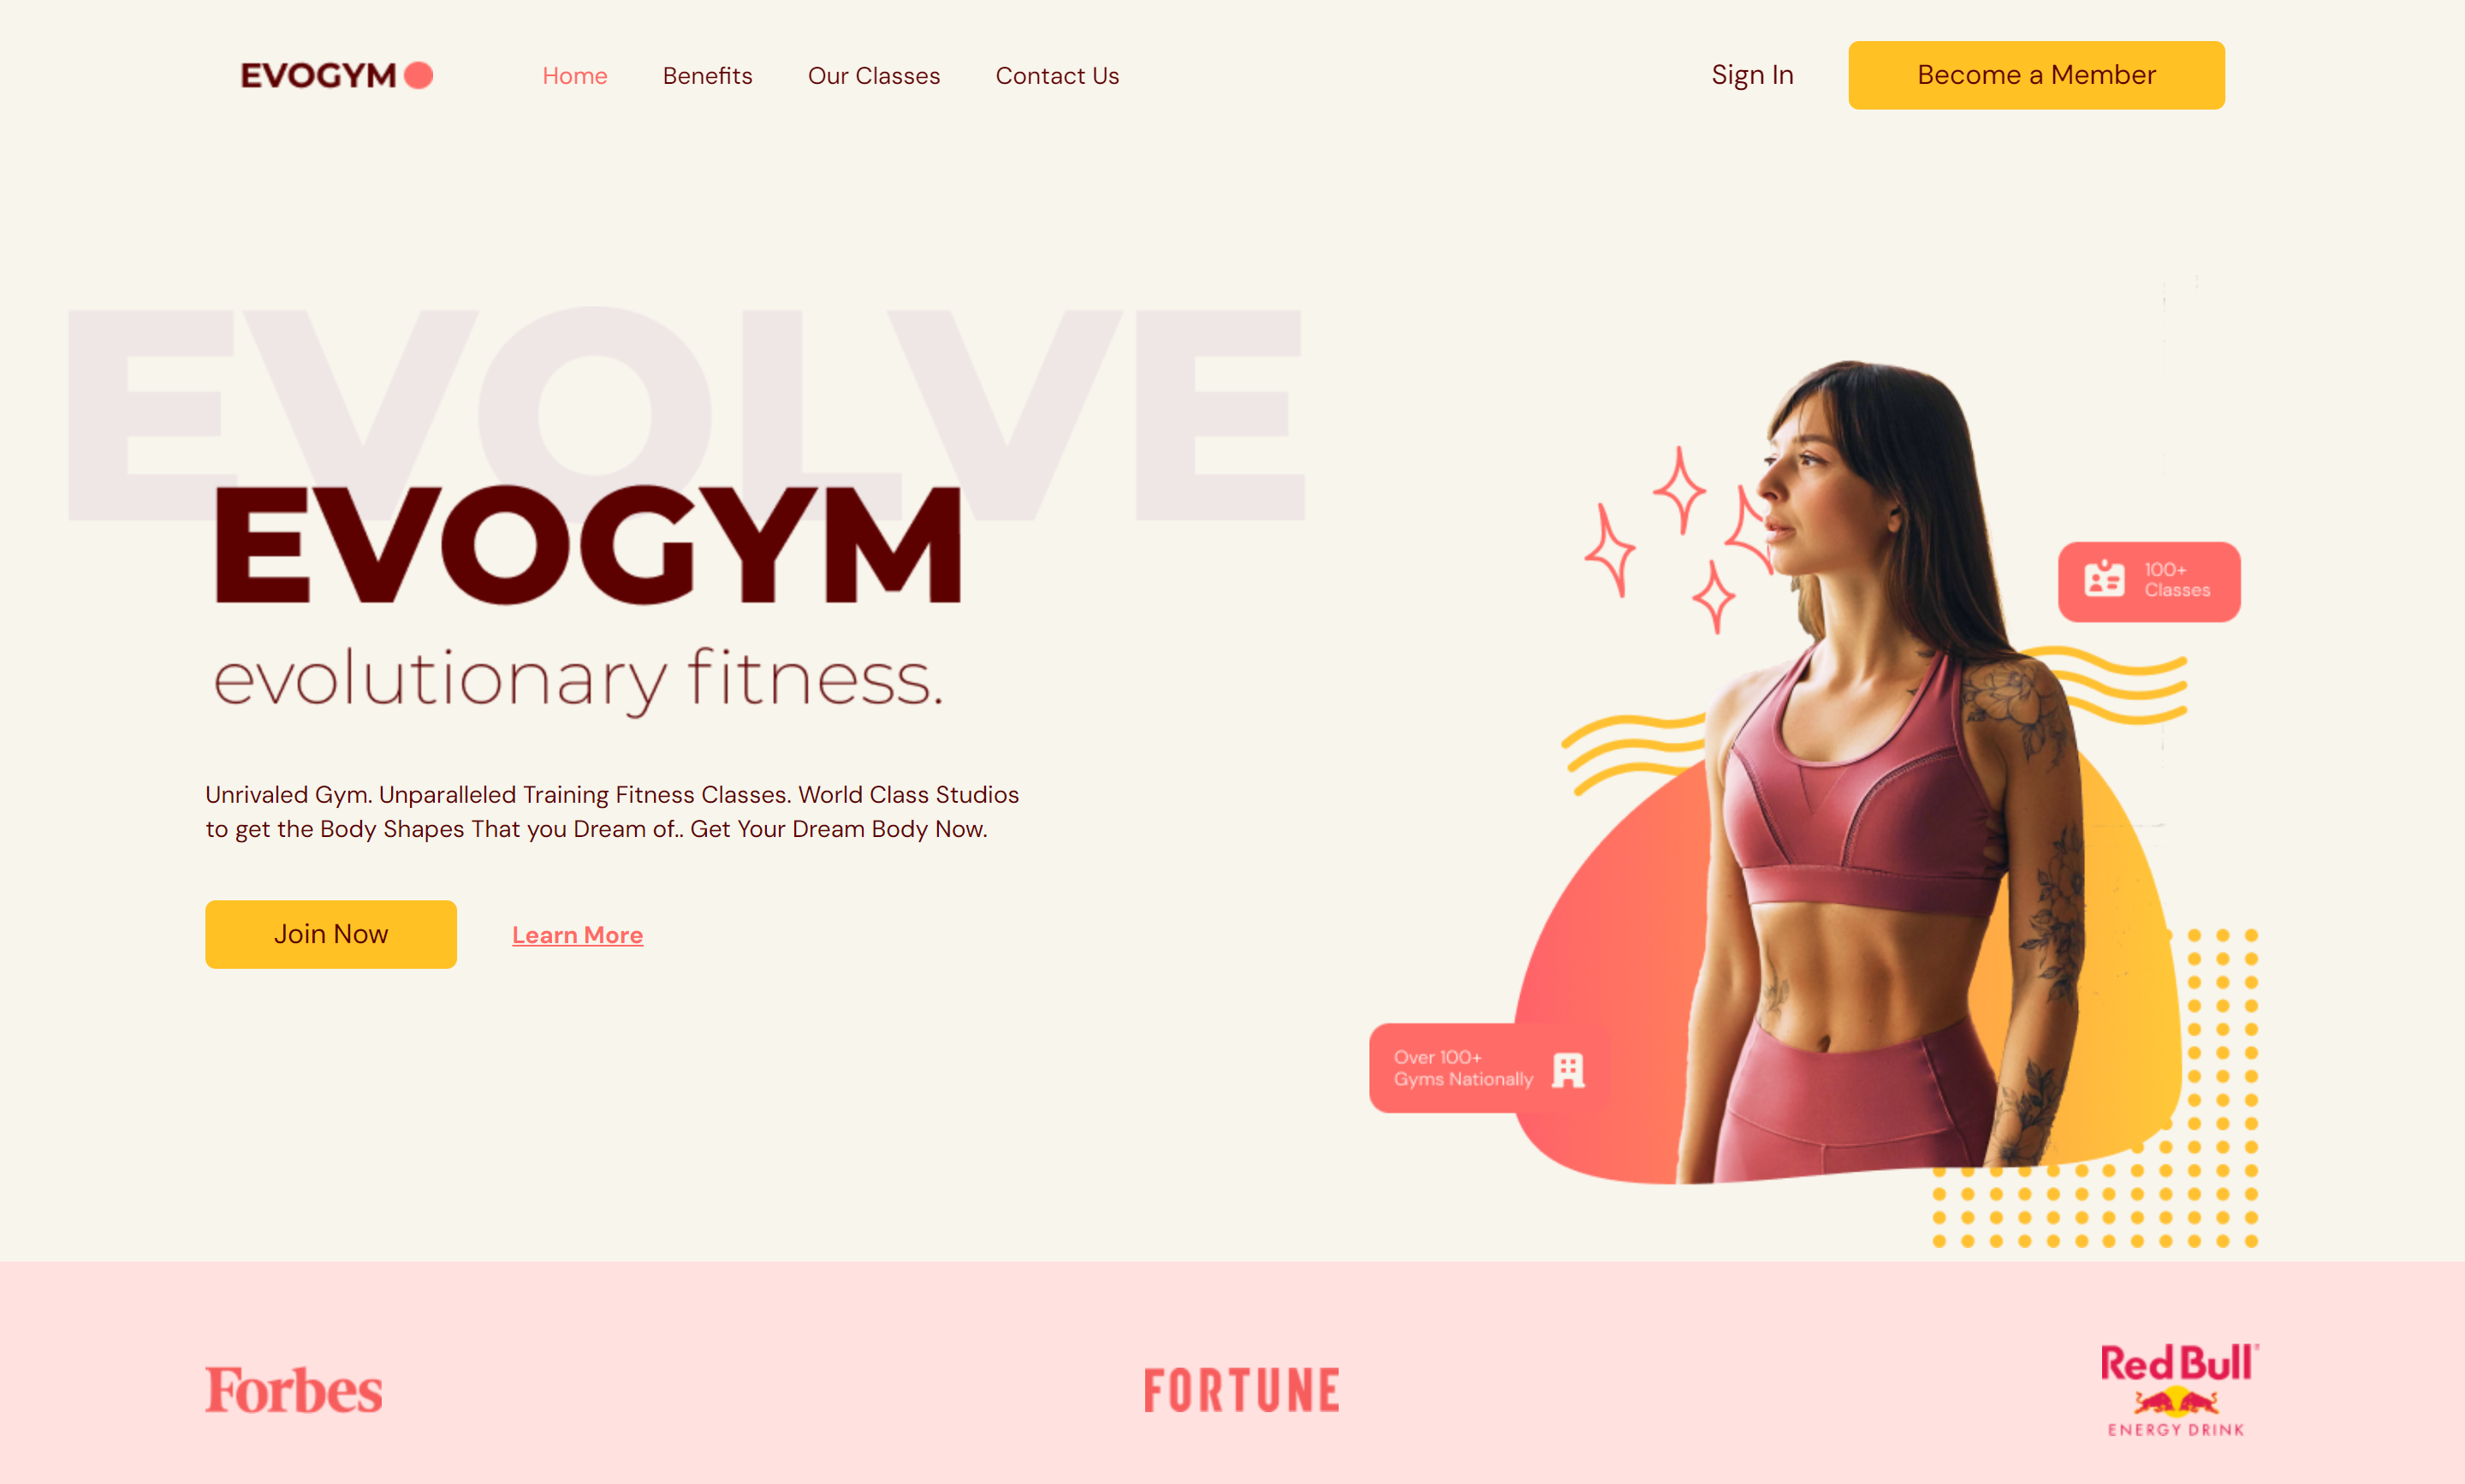 EVOGYM
Home
Benefits
Our Classes
Contact Us
Sign In
Become a Member
EVOLVE
EVOGYM
evolutionary fitness.
Unrivaled Gym. Unparalleled Training Fitness Classes. World Class Studios
to get the Body Shapes That you Dream of.. Get Your Dream Body Now.
Join Now
Learn More
100+
Classes
Over 100+
Gyms Nationally
Forbes
FORTUNE
Red Bull
ENERGY DRINK